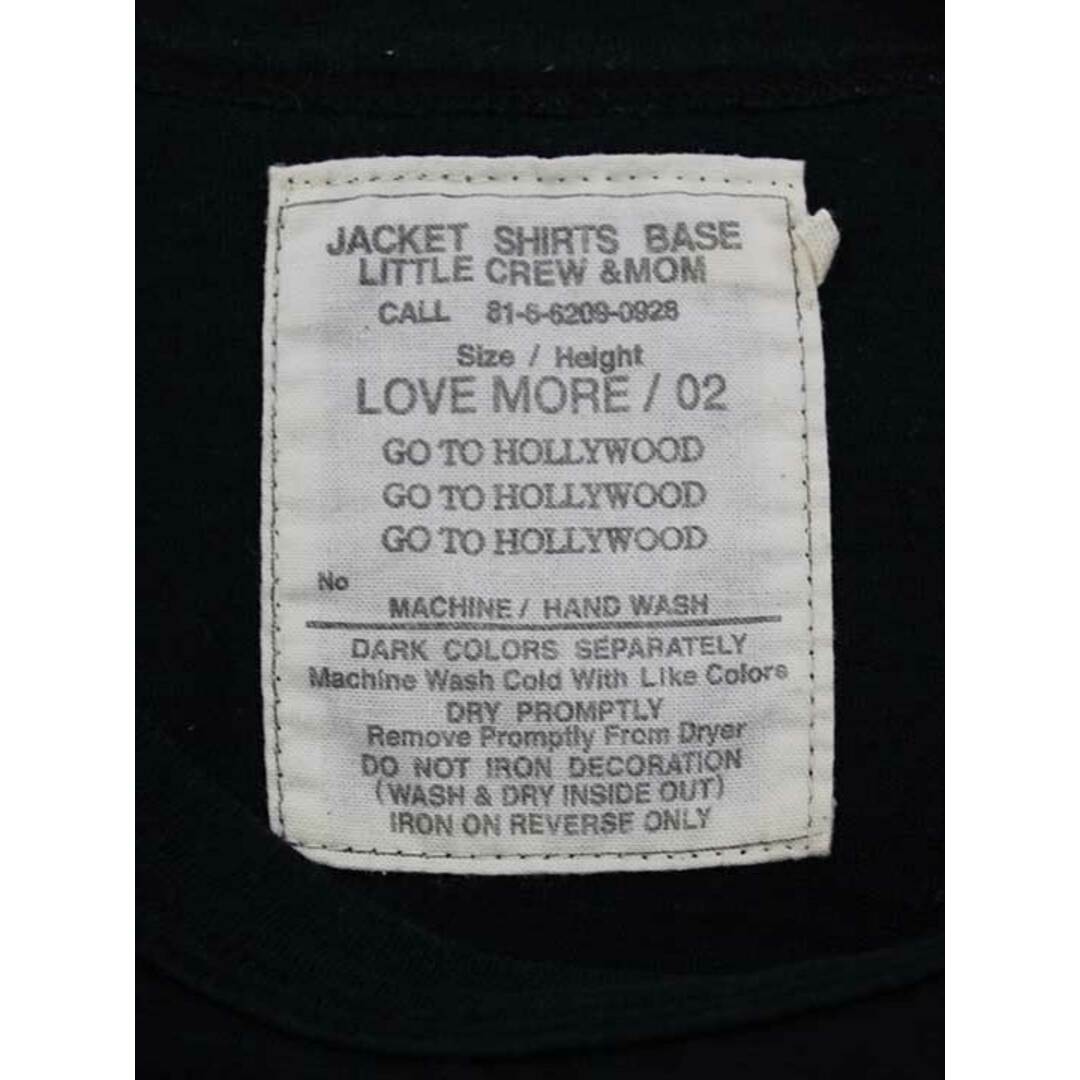 JACKET SHIRTS BASE
LITTLE CREW &MOM
CALL 81-6-6209-0928
Size / Height
LOVE MORE / 02
GO TO HOLLYWOOD
GO TO HOLLYWOOD
GO TO HOLLYWOOD
No
MACHINE / HAND WASH
DARK COLORS SEPARATELY
Machine Wash Cold With Like Colors
DRY PROMPTLY
Remove Promptly From Dryer
DO NOT IRON DECORATION
(WASH & DRY INSIDE OUT)
IRON ON REVERSE ONLY